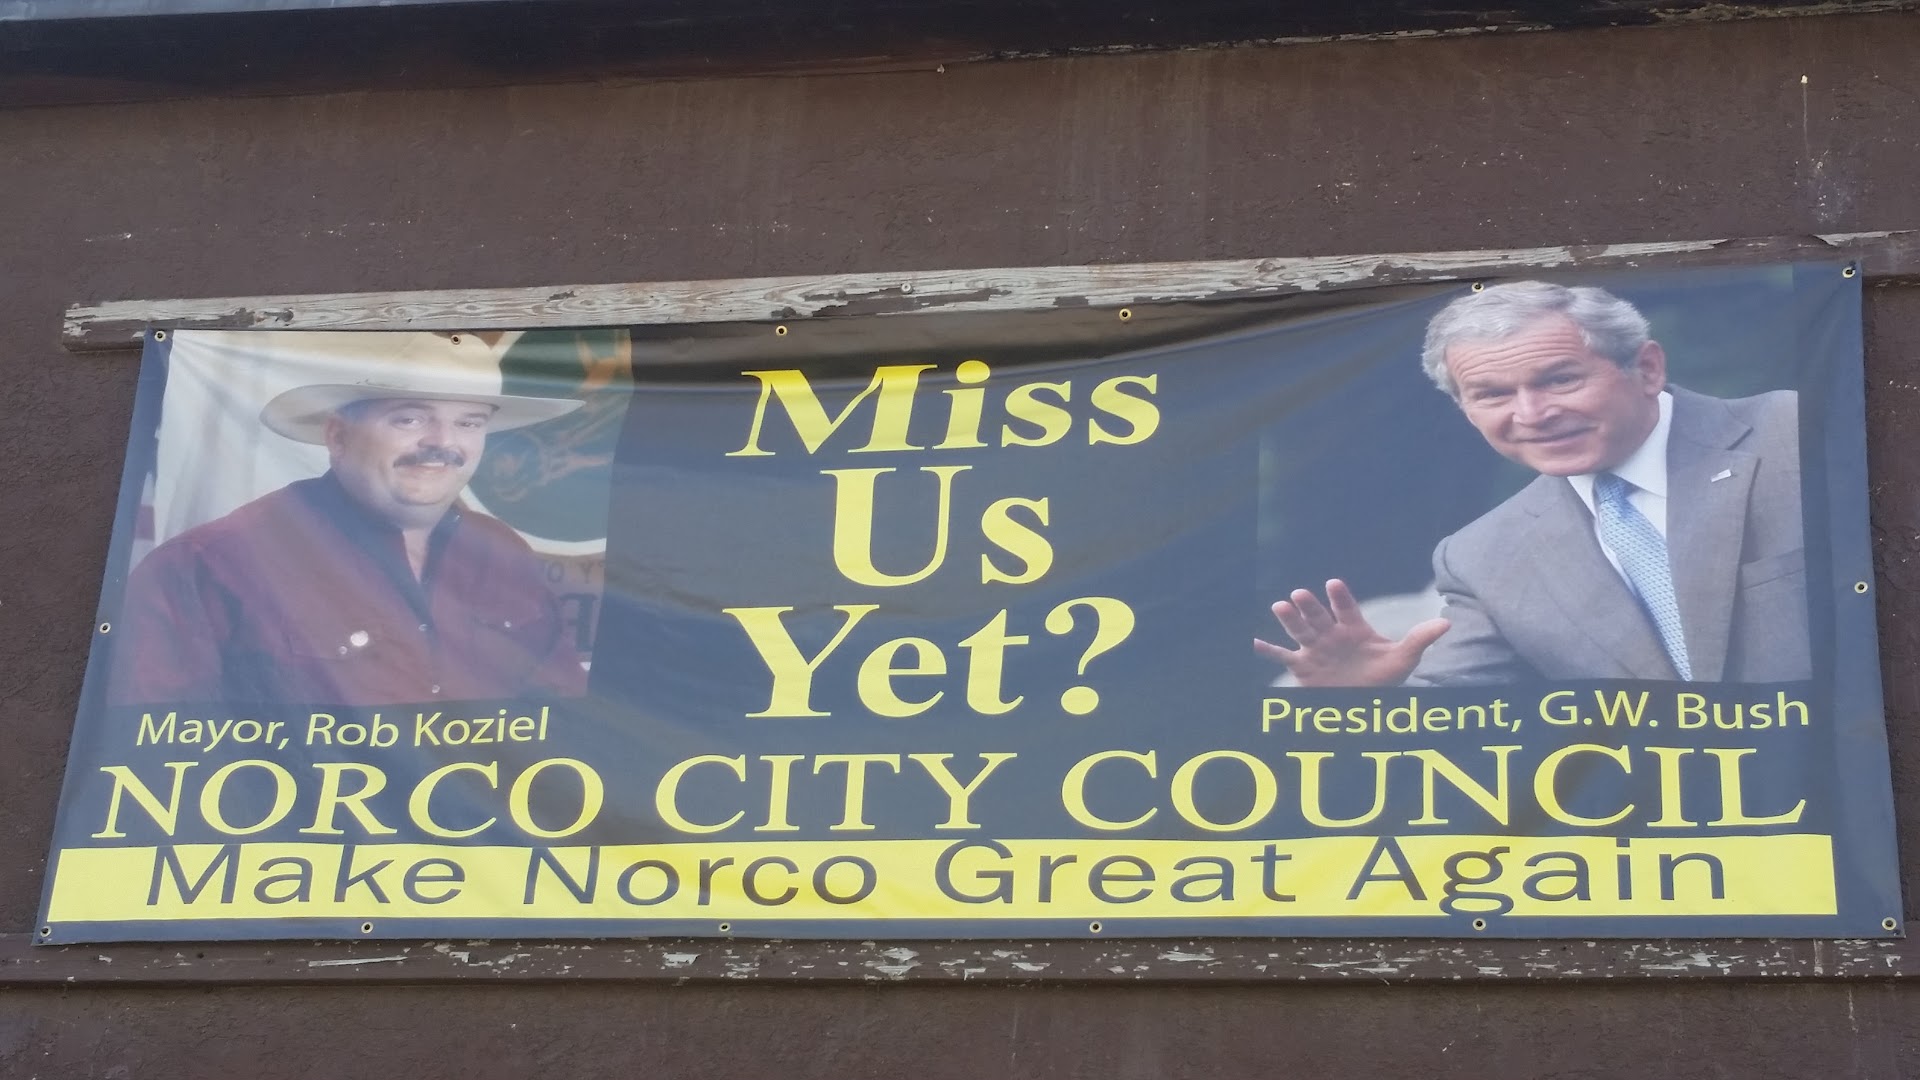 Miss
Us
Yet?
Mayor, Rob Koziel
President, G.W. Bush
NORCO CITY COUNCIL
Make Norco Great Again